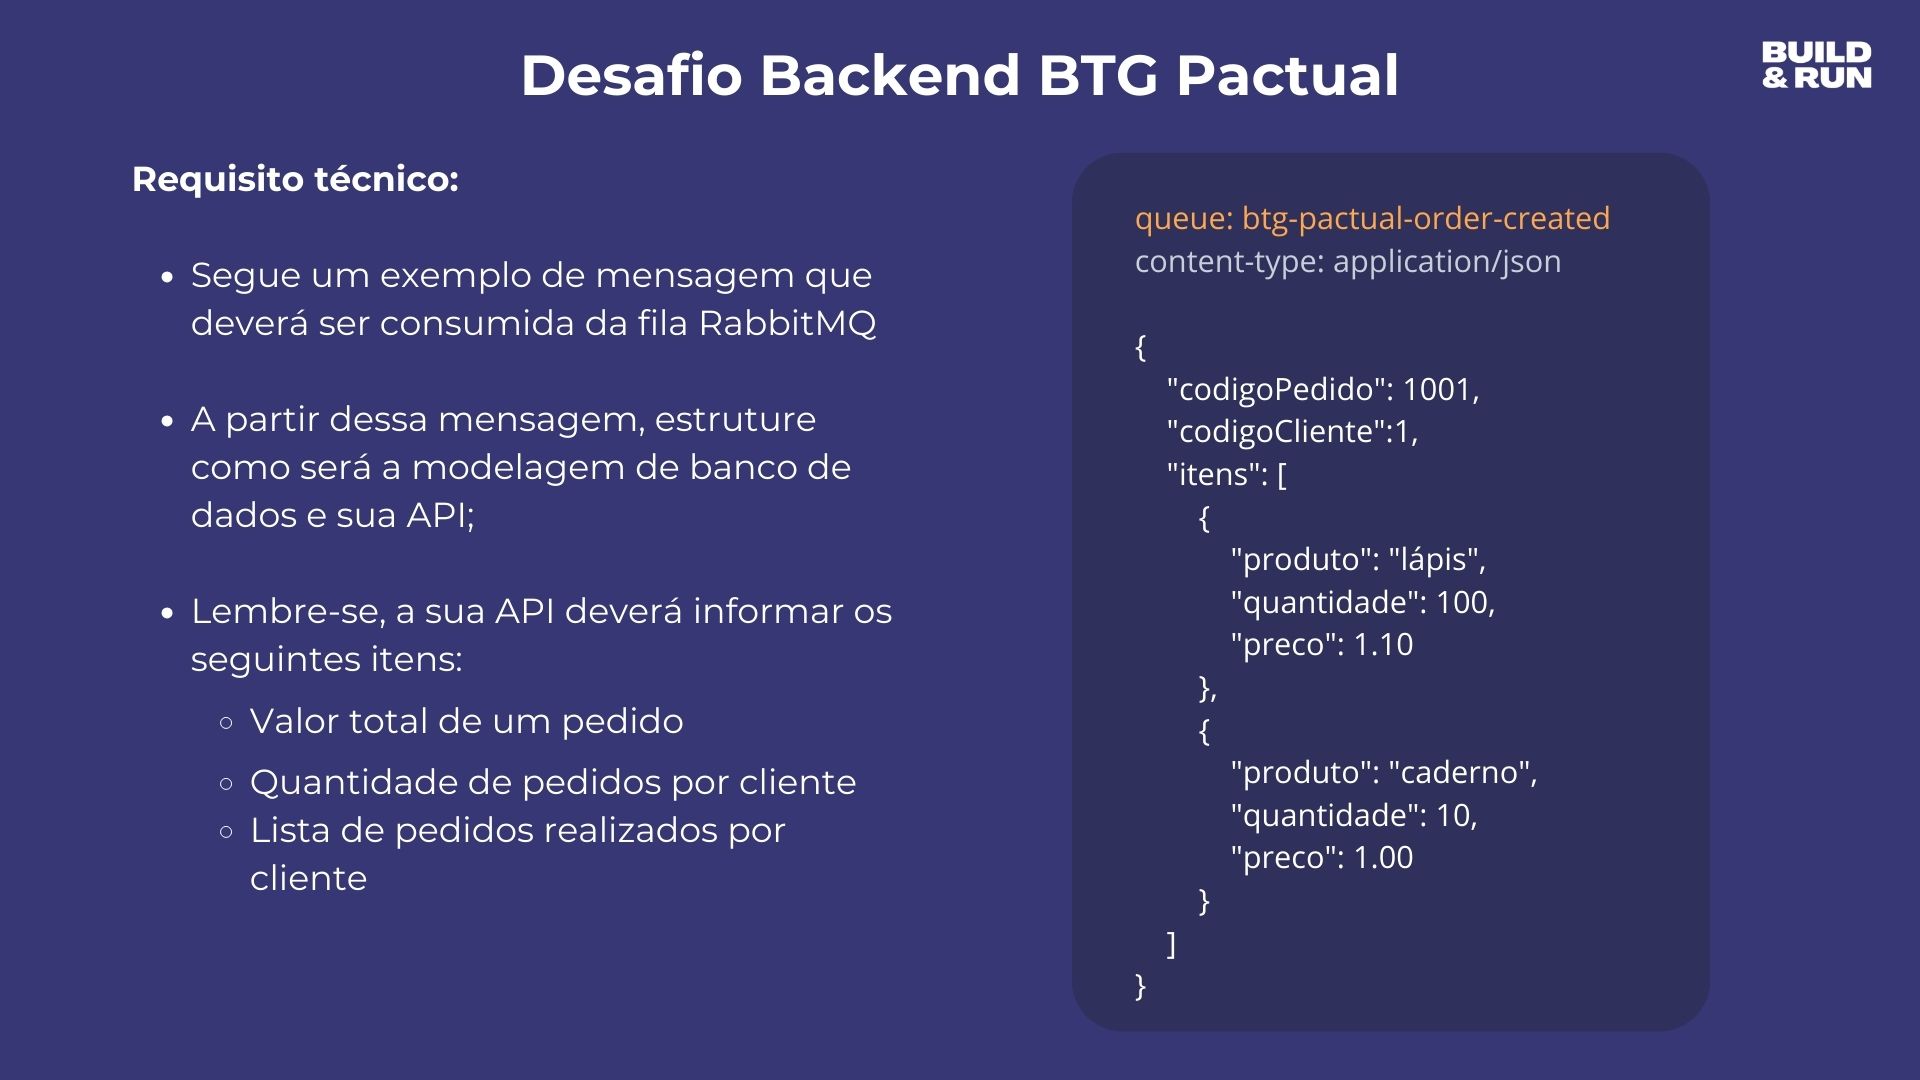 Desafio Backend BTG Pactual
BUILD
& RUN
Requisito técnico:
• Segue um exemplo de mensagem que
deverá ser consumida da fila RabbitMQ
• A partir dessa mensagem, estruture
como será a modelagem de banco de
dados e sua API;
• Lembre-se, a sua API deverá informar os
seguintes itens:
○ Valor total de um pedido
○ Quantidade de pedidos por cliente
○ Lista de pedidos realizados por
cliente
queue: btg-pactual-order-created
content-type: application/json
{
"codigoPedido": 1001,
"codigoCliente":1,
"itens": [
{
"produto": "lápis",
"quantidade": 100,
"preco": 1.10
},
{
"produto": "caderno",
"quantidade": 10,
"preco": 1.00
}
]
}